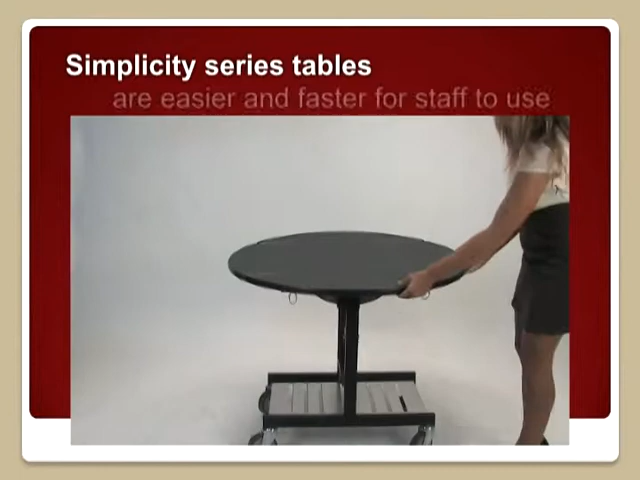 Simplicity series tables
are easier and faster for staff to use